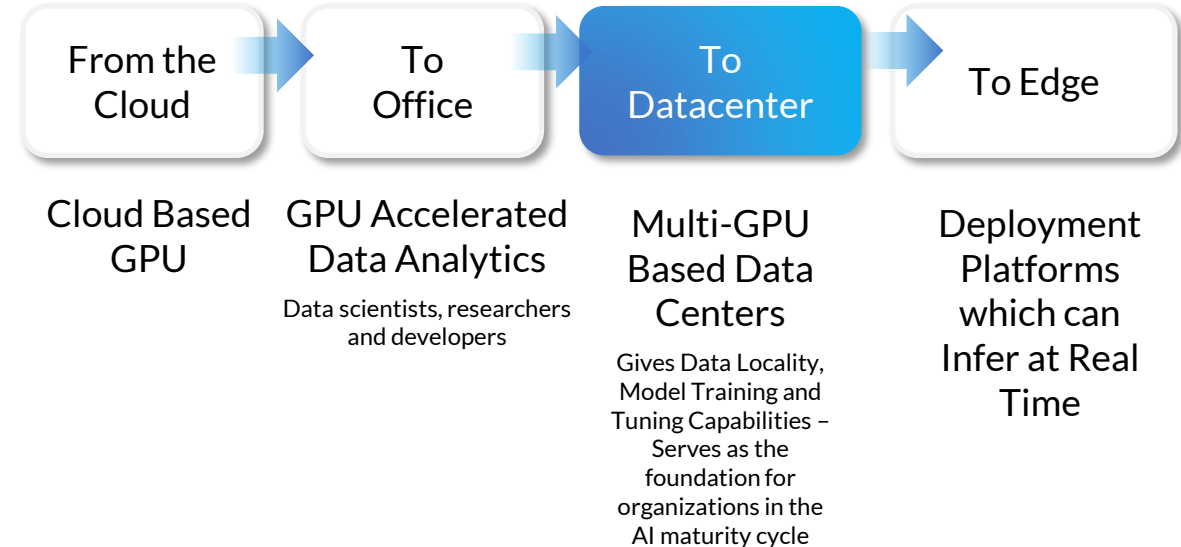 From the
Cloud
To
Office
To
Datacenter
To Edge
Cloud Based
GPU
GPU Accelerated
Data Analytics
Data scientists, researchers
and developers
Multi-GPU
Based Data
Centers
Gives Data Locality,
Model Training and
Tuning Capabilities –
Serves as the
foundation for
organizations in the
AI maturity cycle
Deployment
Platforms
which can
Infer at Real
Time